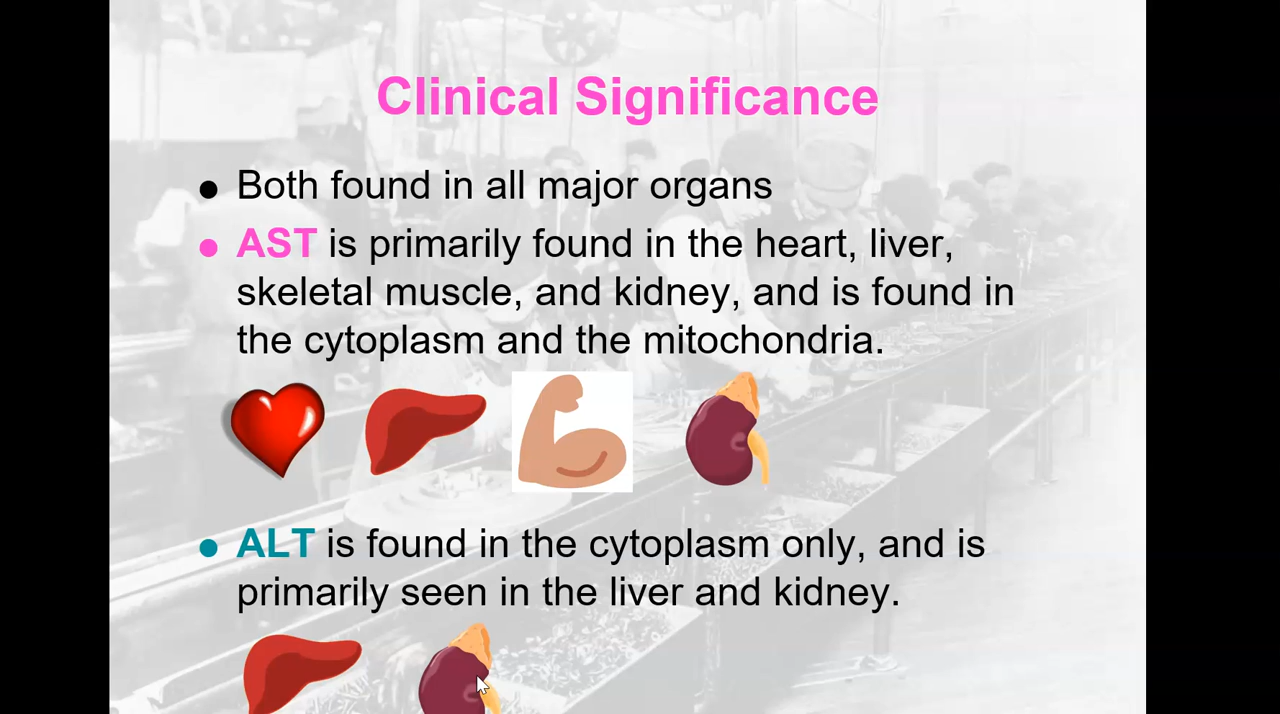 Clinical Significance
● Both found in all major organs
● AST is primarily found in the heart, liver,
skeletal muscle, and kidney, and is found in
the cytoplasm and the mitochondria.
● ALT is found in the cytoplasm only, and is
primarily seen in the liver and kidney.